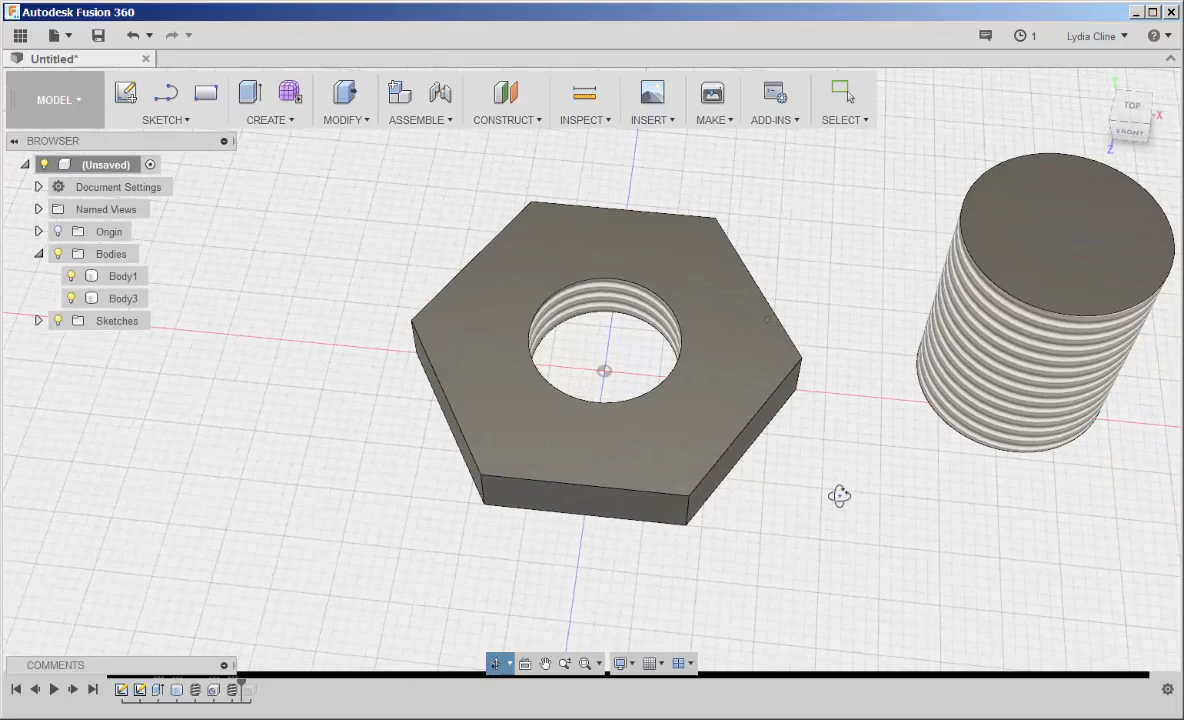 Autodesk Fusion 360
1
Lydia Cline
Untitled*
MODEL
SKETCH
CREATE
MODIFY
ASSEMBLE
CONSTRUCT
INSPECT
INSERT
MAKE
ADD-INS
SELECT
TOP
FRONT
X
Y
Z
BROWSER
(Unsaved)
Document Settings
Named Views
Origin
Bodies
Body1
Body3
Sketches
COMMENTS